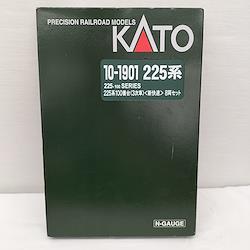 PRECISION RAILROAD MODELS
KATO
10-1901 225系
225-100 SERIES
225系100番台(3次車)<新快速> 8両セット
N-GAUGE